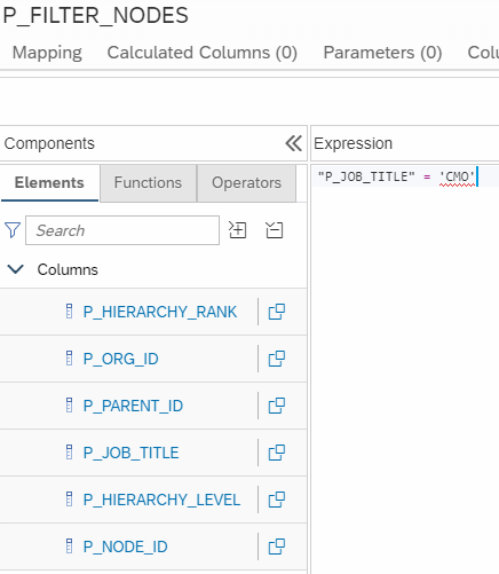 P_FILTER_NODES
Mapping Calculated Columns (0) Parameters (0) Colu
Components
Expression
Elements Functions Operators
"P_JOB_TITLE" = 'CMO'
Search
Columns
P_HIERARCHY_RANK
P_ORG_ID
P_PARENT_ID
P_JOB_TITLE
P_HIERARCHY_LEVEL
P_NODE_ID